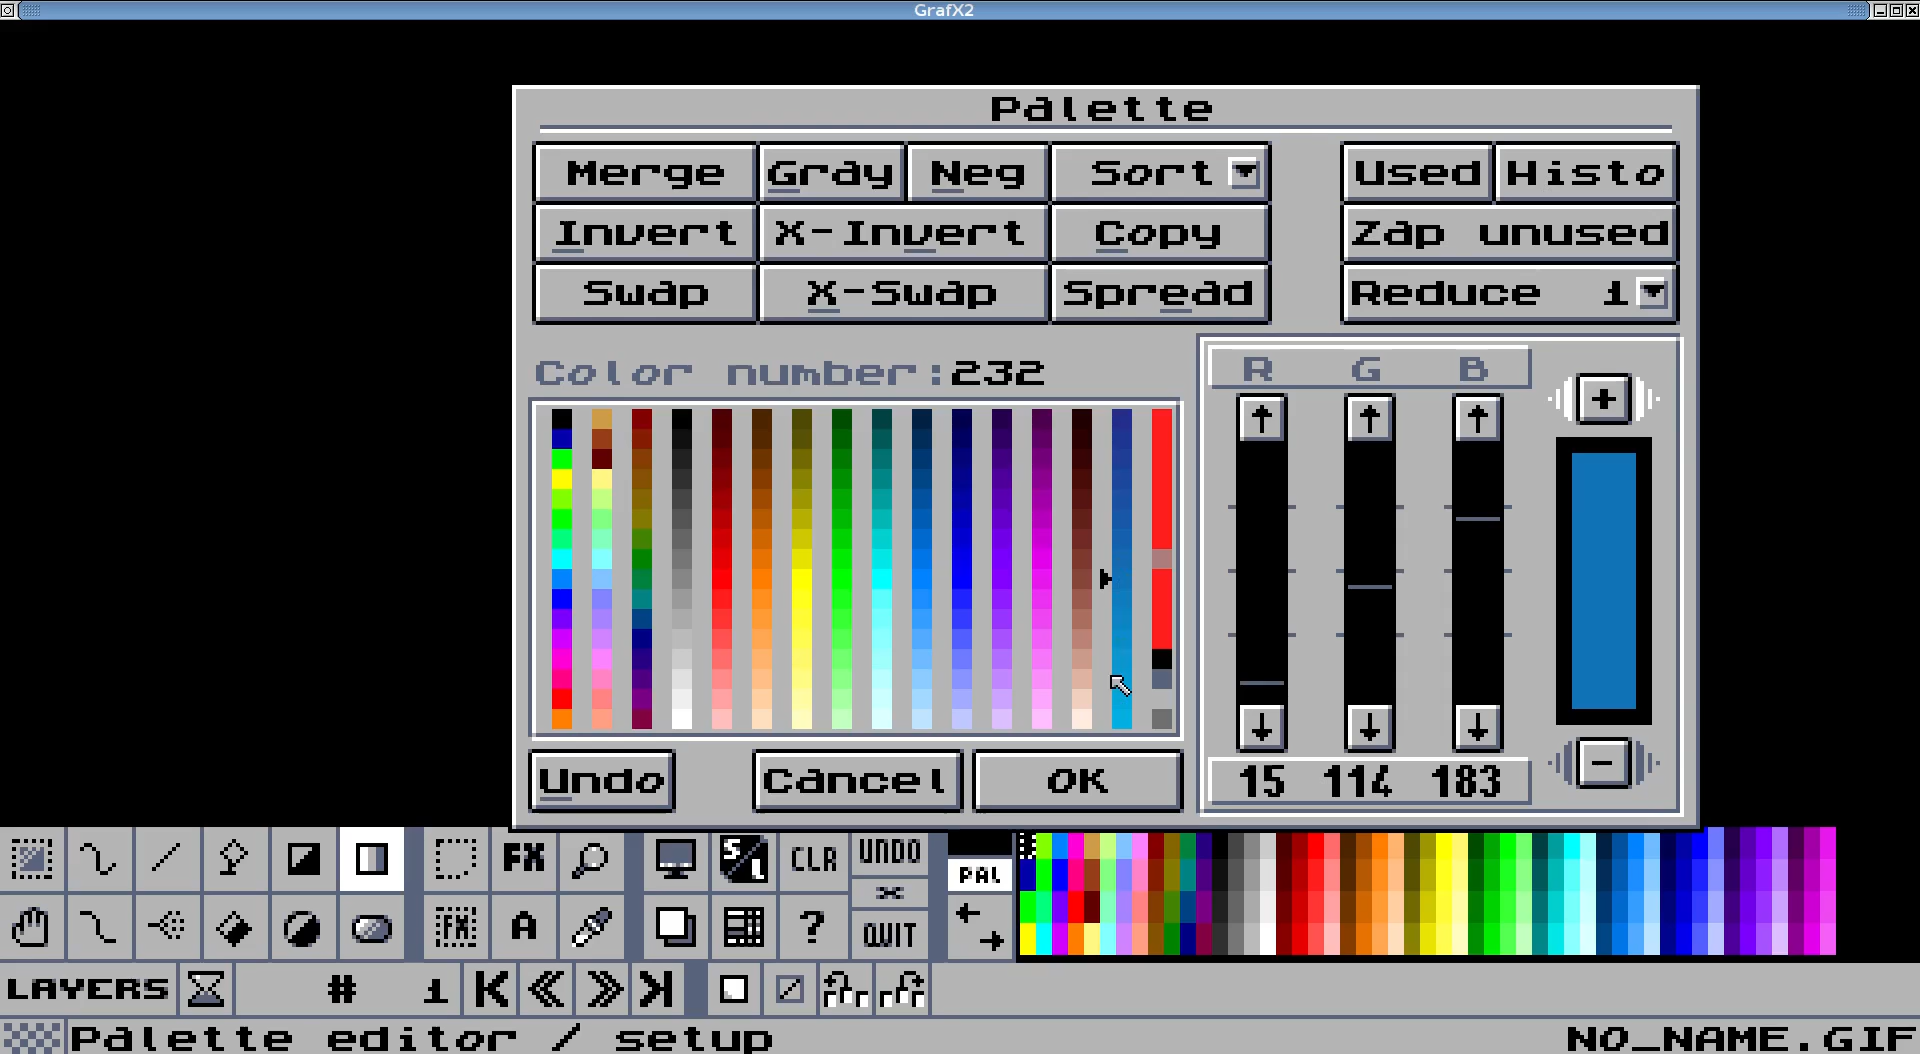 GrafX2
Palette
Merge Gray Neg Sort Used Histo
Invert X-Invert Copy Zap unused
Swap X-Swap Spread Reduce 1
Color number:232
R G B
+
-
Undo Cancel OK 15 114 183
FX S L CLR UNDO PAL
FX A ? QUIT
LAYERS # 1
Palette editor / setup NO_NAME.GIF